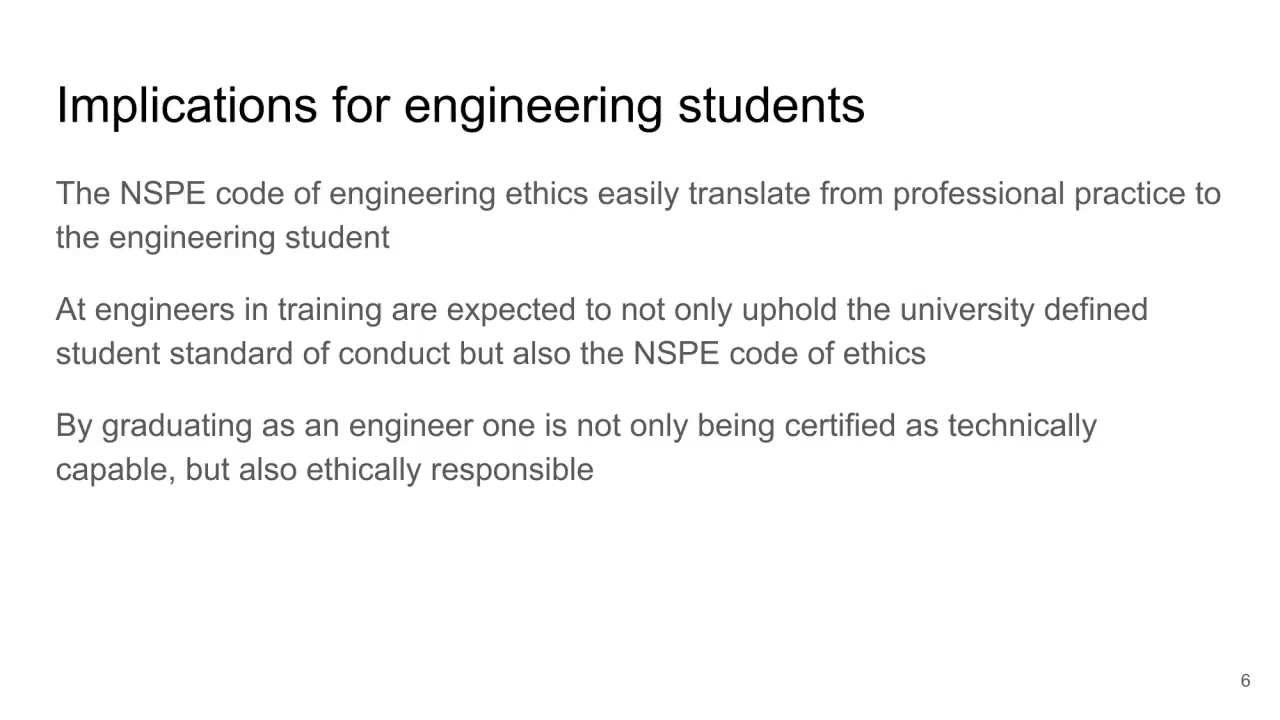 Implications for engineering students
The NSPE code of engineering ethics easily translate from professional practice to
the engineering student
At engineers in training are expected to not only uphold the university defined
student standard of conduct but also the NSPE code of ethics
By graduating as an engineer one is not only being certified as technically
capable, but also ethically responsible
6